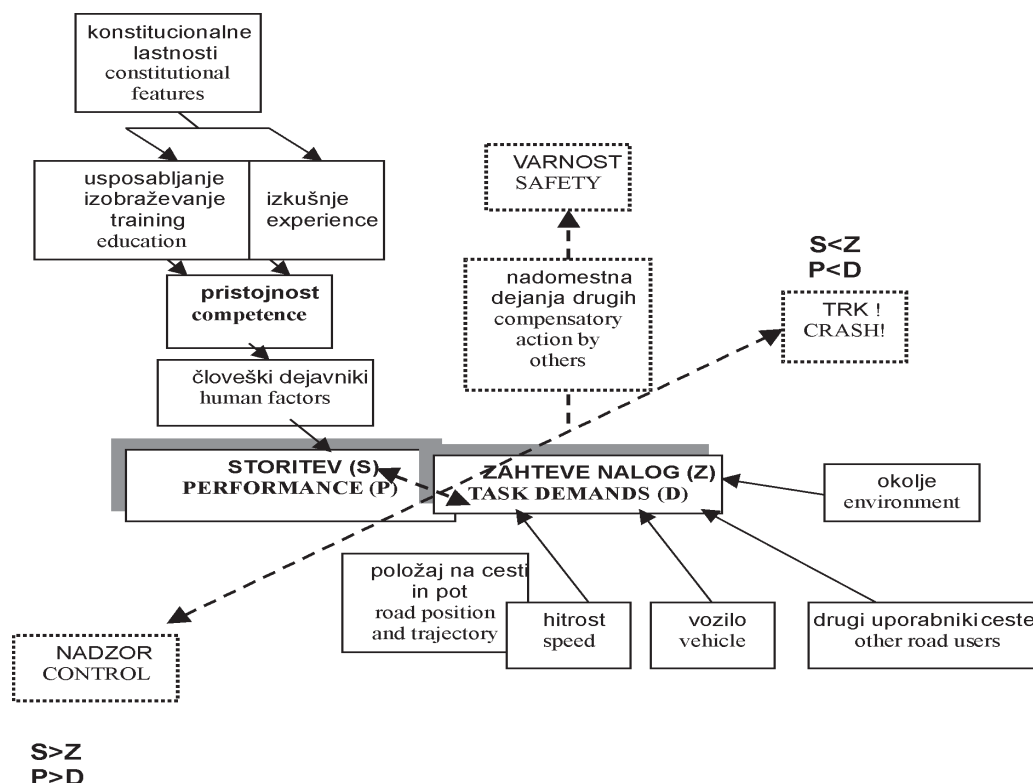 konstitucionalne
lastnosti
constitutional
features
usposabljanje
izobraževanje
training
education
izkušnje
experience
pristojnost
competence
človeški dejavniki
human factors
VARNOST
SAFETY
nadomestna
dejanja drugih
compensatory
action by
others
S<Z
P<D
TRK !
CRASH!
STORITEV (S)
PERFORMANCE (P)
ZAHTEVE NALOG (Z)
TASK DEMANDS (D)
okolje
environment
položaj na cesti
in pot
road position
and trajectory
hitrost
speed
vozilo
vehicle
drugi uporabniki ceste
other road users
NADZOR
CONTROL
S>Z
P>D